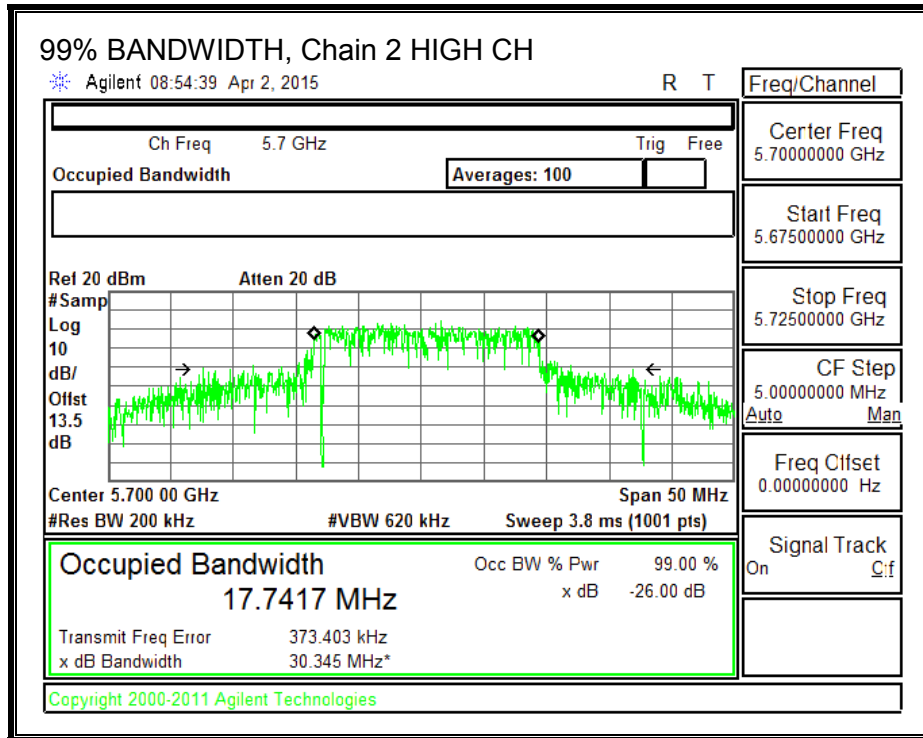 99% BANDWIDTH, Chain 2 HIGH CH
Agilent 08:54:39 Apr 2, 2015 R T
Freq/Channel
Ch Freq 5.7 GHz Trig Free
Occupied Bandwidth Averages: 100
Center Freq
5.70000000 GHz
Start Freq
5.67500000 GHz
Stop Freq
5.72500000 GHz
CF Step
5.00000000 MHz
Auto Man
Freq Offset
0.00000000 Hz
Signal Track
On Off
Ref 20 dBm Atten 20 dB
#Samp
Log
10
dB/
Offst
13.5
dB
Center 5.700 00 GHz Span 50 MHz
#Res BW 200 kHz #VBW 620 kHz Sweep 3.8 ms (1001 pts)
Occupied Bandwidth Occ BW % Pwr 99.00 %
17.7417 MHz x dB -26.00 dB
Transmit Freq Error 373.403 kHz
x dB Bandwidth 30.345 MHz*
Copyright 2000-2011 Agilent Technologies